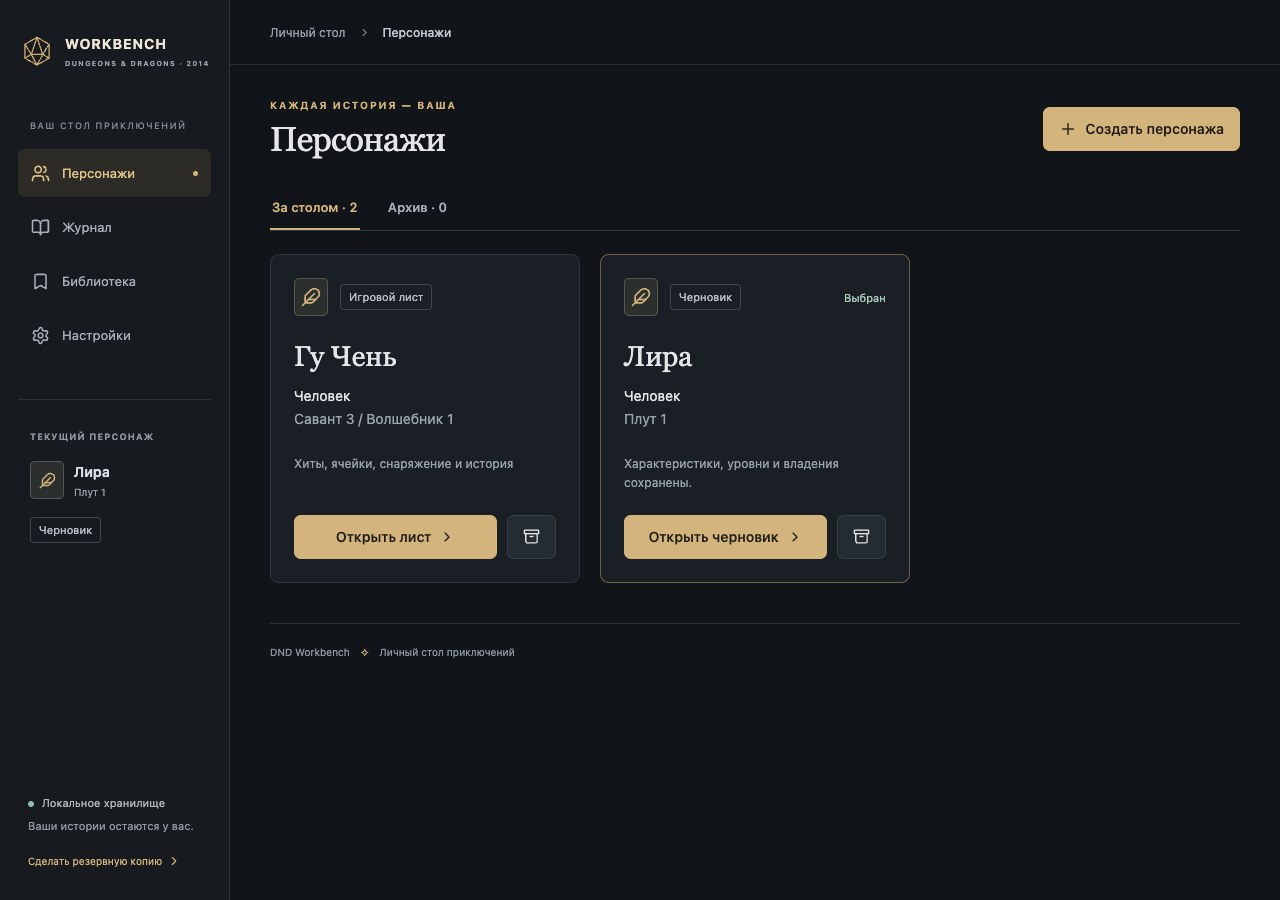 WORKBENCH
DUNGEONS & DRAGONS · 2014
ВАШ СТОЛ ПРИКЛЮЧЕНИЙ
Персонажи
Журнал
Библиотека
Настройки
ТЕКУЩИЙ ПЕРСОНАЖ
Лира
Плут 1
Черновик
Локальное хранилище
Ваши истории остаются у вас.
Сделать резервную копию
Личный стол
Персонажи
КАЖДАЯ ИСТОРИЯ — ВАША
Персонажи
Создать персонажа
За столом · 2
Архив · 0
Игровой лист
Гу Чень
Человек
Савант 3 / Волшебник 1
Хиты, ячейки, снаряжение и история
Открыть лист
Черновик
Выбран
Лира
Человек
Плут 1
Характеристики, уровни и владения
сохранены.
Открыть черновик
DND Workbench
Личный стол приключений